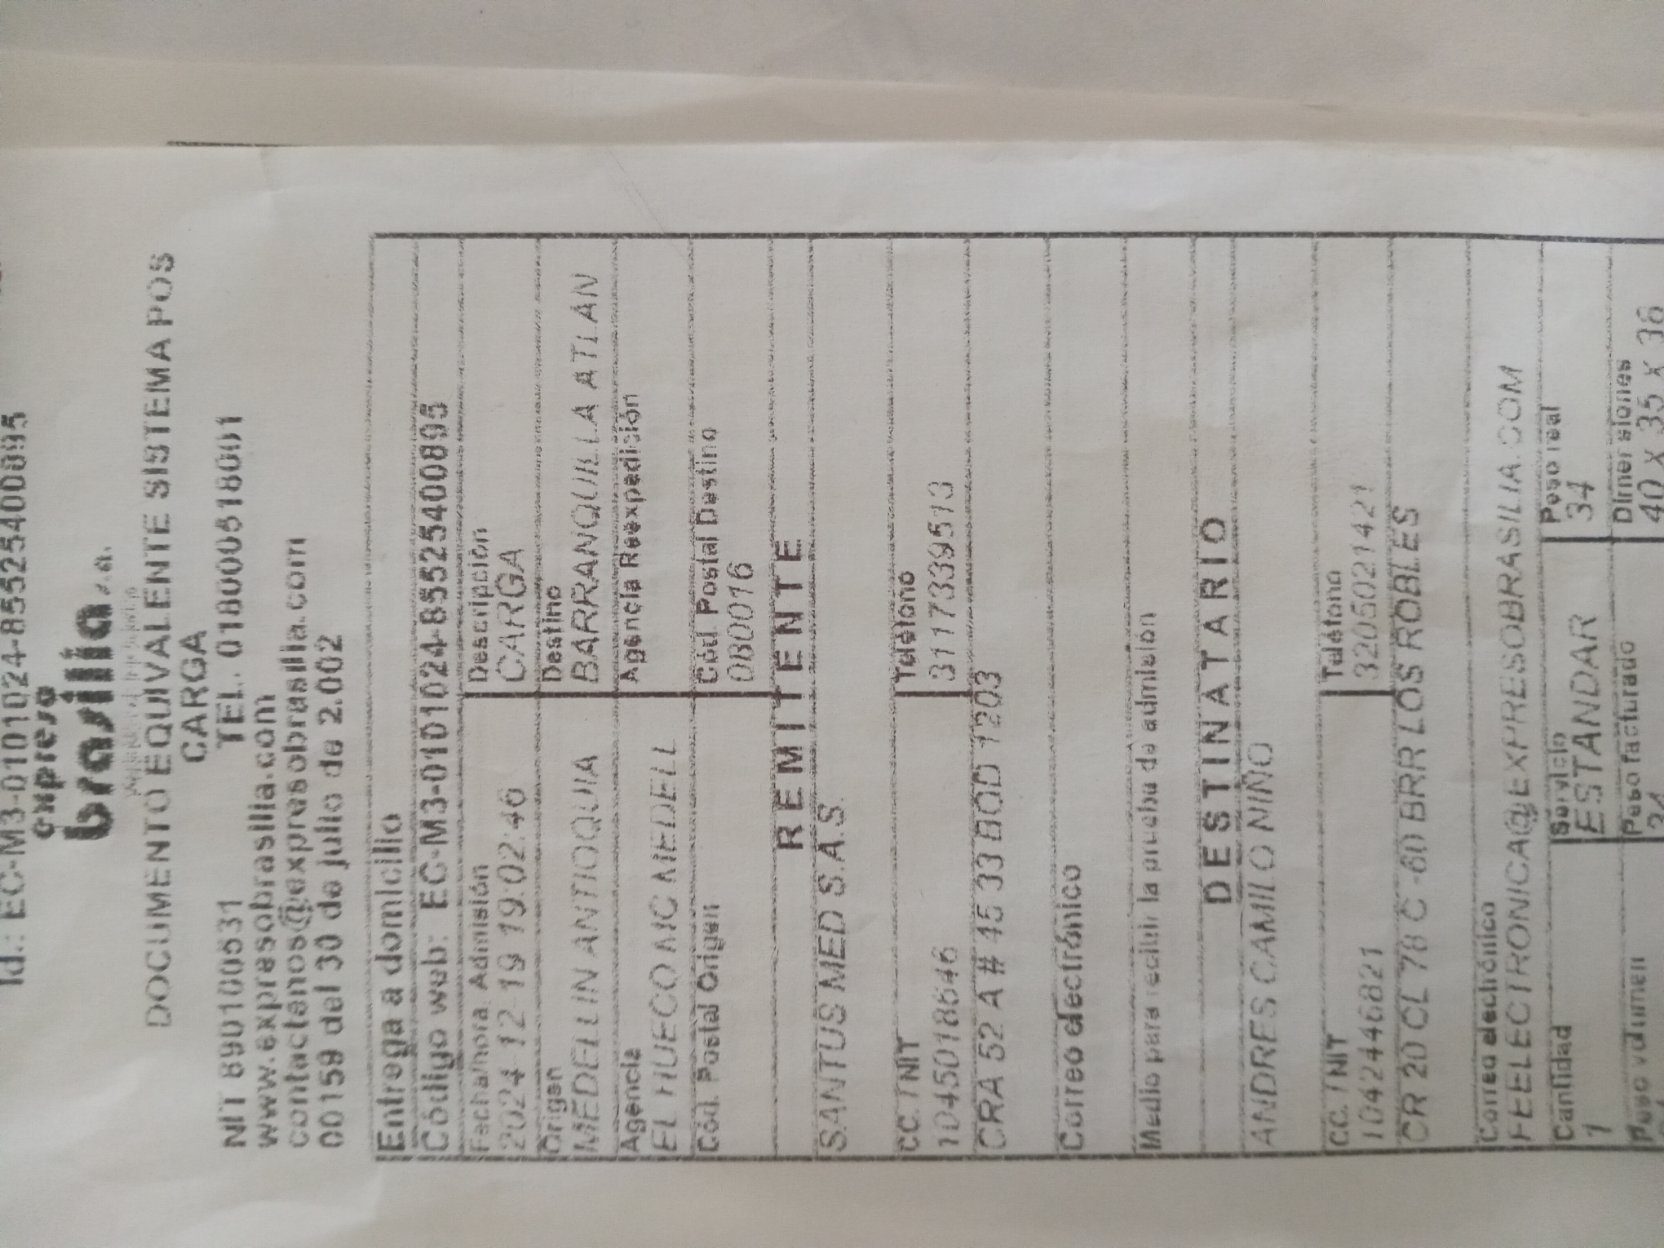 Id.: EC-M3-0101024-85525400895
expreso
brasilia s.a.
DOCUMENTO EQUIVALENTE SISTEMA POS
CARGA
NIT 890100531 TEL. 018000518001
www.expresobrasilia.com
contactanos@expresobrasilia.com
00159 del 30 de julio de 2.002
Entrega a domicilio
Código web: EC-M3-0101024-85525400895
Fecha/hora Admisión Descripción
2024-12-19 19:02:46 CARGA
Origen Destino
MEDELLIN ANTIOQUIA BARRANQUILLA ATLAN
Agencia Agencia Reexpedición
EL HUECO MC MEDELL
Cód. Postal Origen Cód. Postal Destino
080016
REMITENTE
SANTUS MED S.A.S.
CC. / NIT Teléfono
1045018646 3117339513
CRA 52 A # 45 33 BOD 1203
Correo electrónico
Medio para recibir la prueba de admisión
DESTINATARIO
ANDRES CAMILO NIÑO
CC. / NIT Teléfono
1042446821 3205021421
CR 20 CL 78 C -60 BRR LOS ROBLES
Correo electrónico
FEELECTRONICA@EXPRESOBRASILIA.COM
Cantidad Servicio Peso real
1 ESTANDAR 34
Peso volumen Peso facturado Dimensiones
40 x 35 x 36